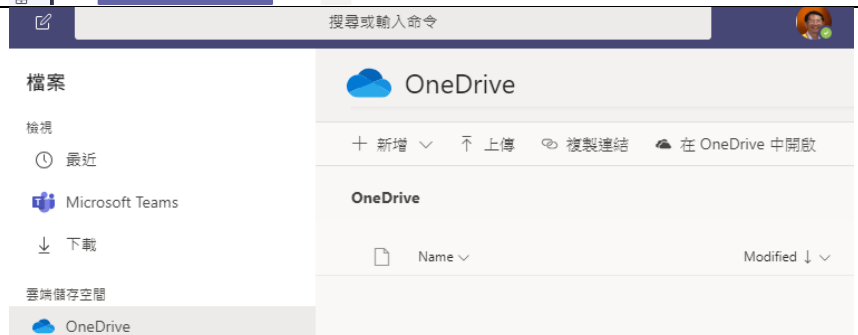 搜尋或輸入命令
檔案
檢視
最近
Microsoft Teams
下載
雲端儲存空間
OneDrive
OneDrive
新增 上傳 複製連結 在 OneDrive 中開啟
OneDrive
Name Modified